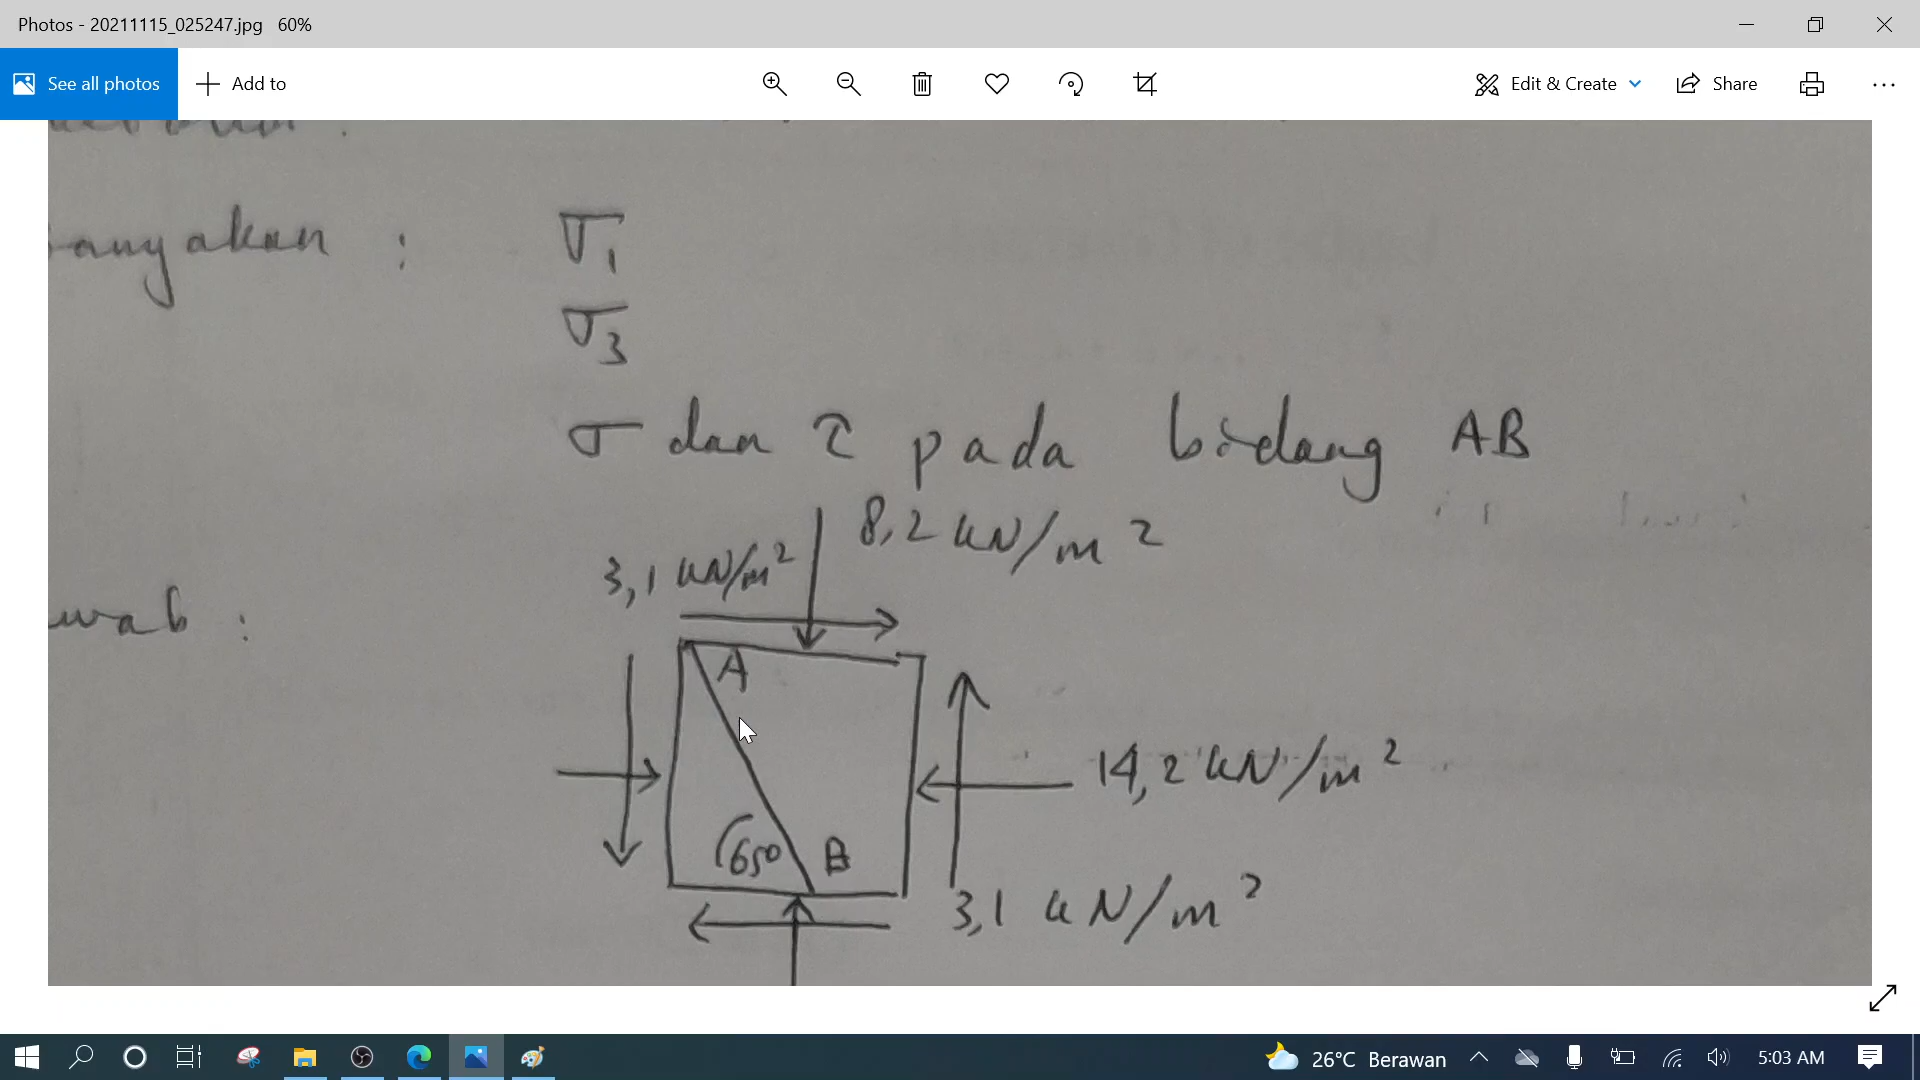 Photos - 20211115_025247.jpg 60%
See all photos
Add to
Edit & Create
Share
anyakan :
σ1
σ3
σ dan τ pada bidang AB
8,2 kN/m²
3,1 kN/m²
wab :
A
14,2 kN/m²
65°
B
3,1 kN/m²
26°C Berawan
5:03 AM